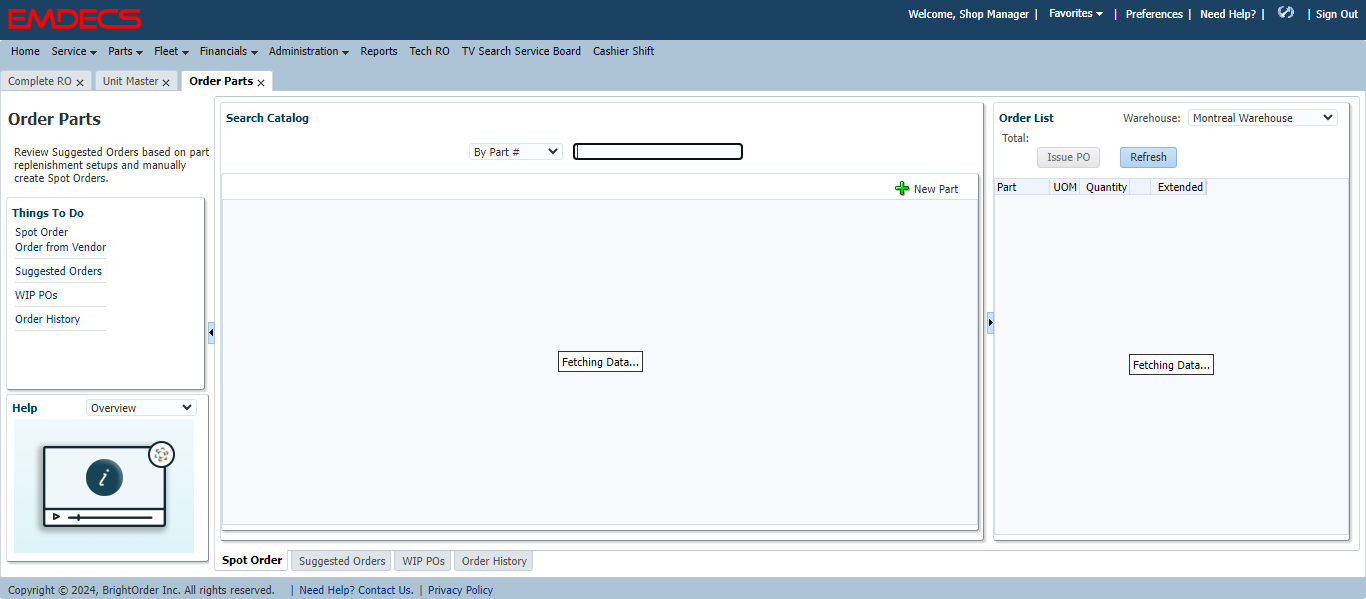 EMDECS
Welcome, Shop Manager | Favorites | Preferences | Need Help? | | Sign Out
Home Service Parts Fleet Financials Administration Reports Tech RO TV Search Service Board Cashier Shift
Complete RO Unit Master Order Parts
Order Parts
Review Suggested Orders based on part
replenishment setups and manually
create Spot Orders.
Things To Do
Spot Order
Order from Vendor
Suggested Orders
WIP POs
Order History
Help Overview
i
Search Catalog
By Part #
New Part
Fetching Data...
Order List Warehouse: Montreal Warehouse
Total:
Issue PO Refresh
Part UOM Quantity Extended
Fetching Data...
Spot Order Suggested Orders WIP POs Order History
Copyright © 2024, BrightOrder Inc. All rights reserved. | Need Help? Contact Us. | Privacy Policy